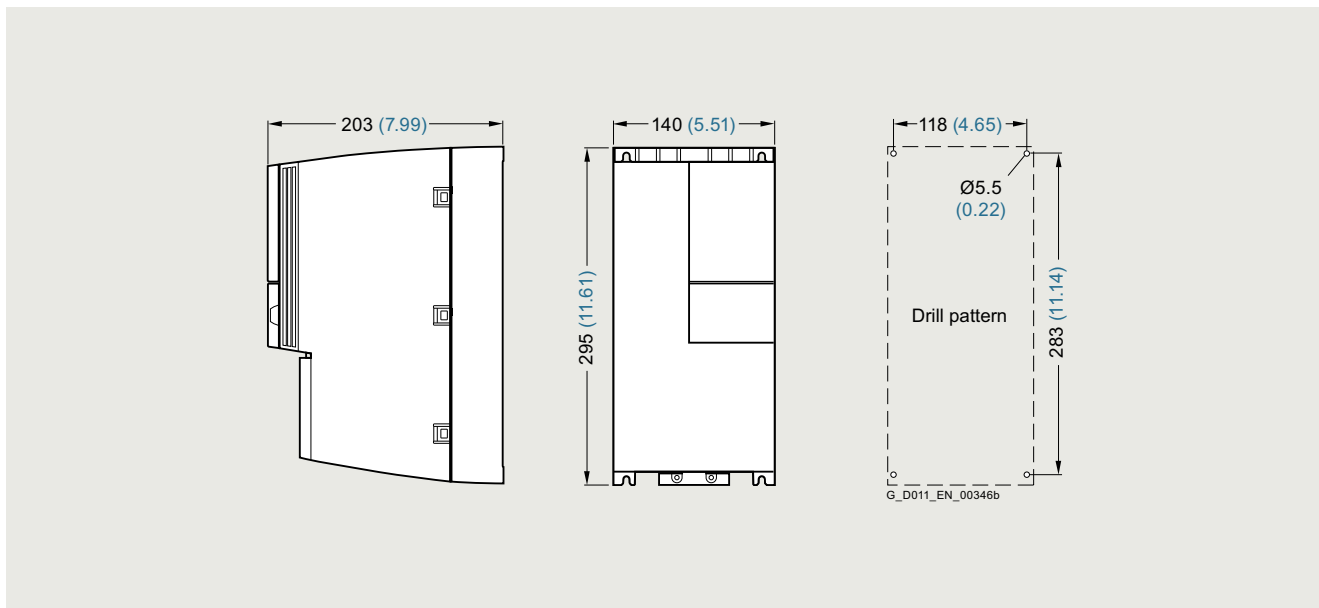 203 (7.99)
140 (5.51)
118 (4.65)
Ø5.5
(0.22)
295 (11.61)
283 (11.14)
Drill pattern
G_D011_EN_00346b